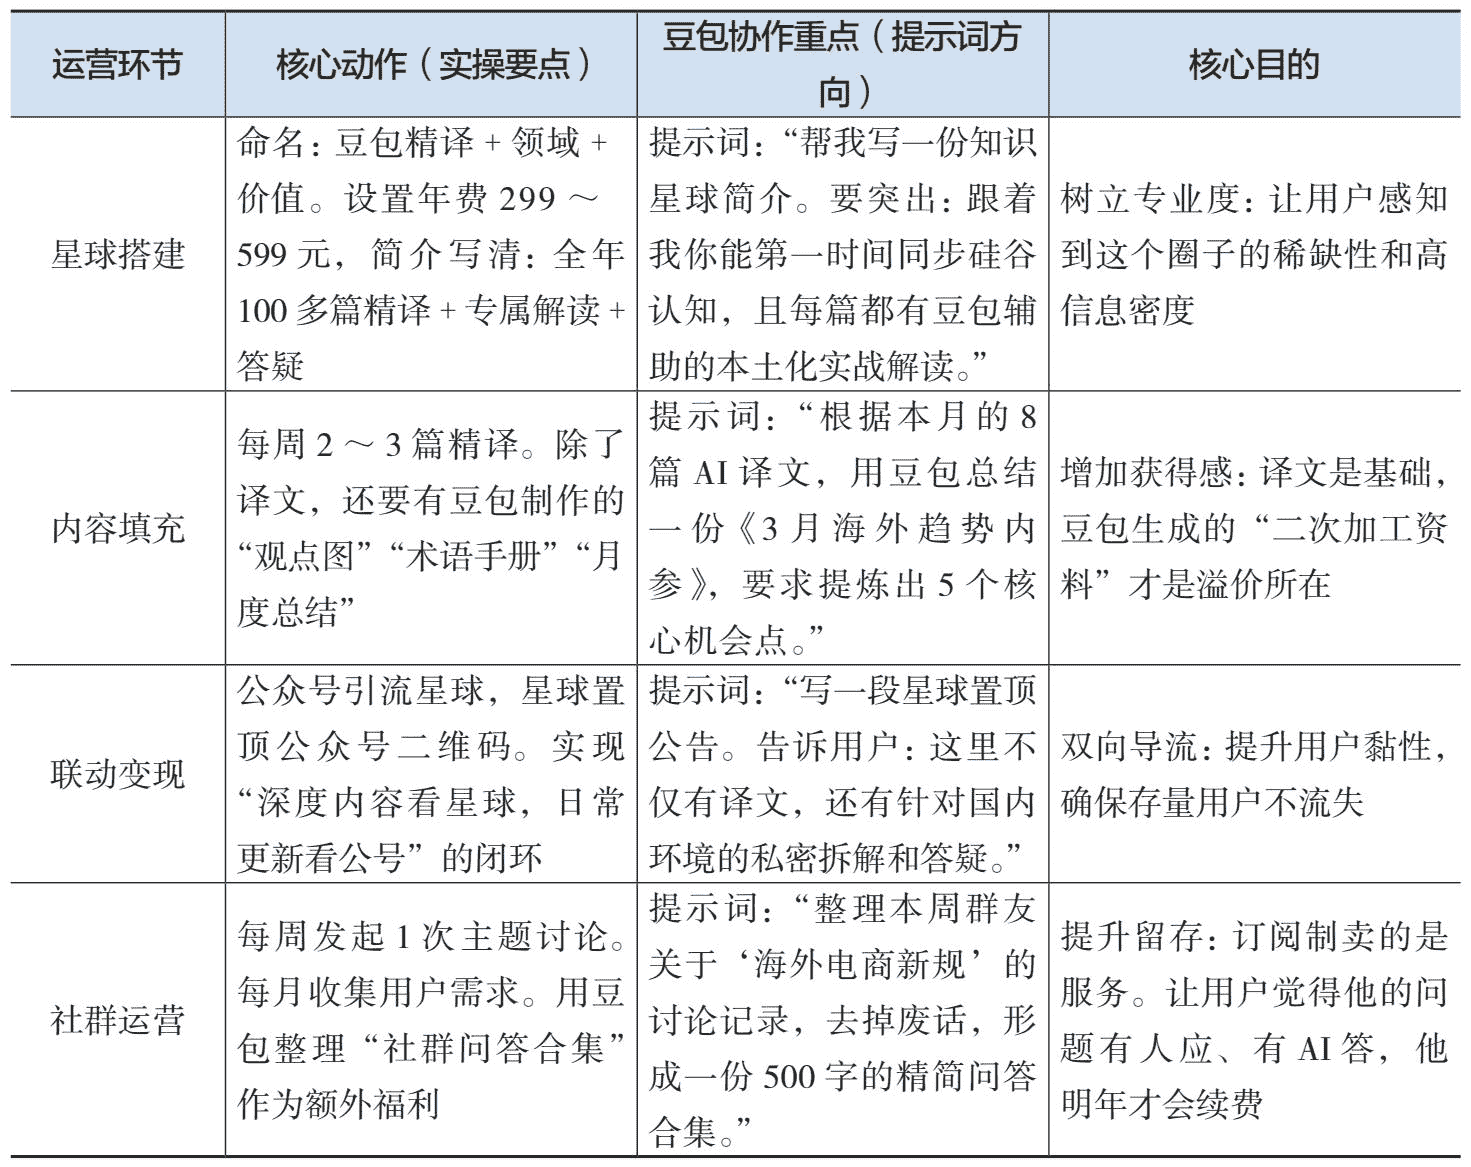 运营环节
核心动作（实操要点）
豆包协作重点（提示词方
向）
核心目的
星球搭建
命名：豆包精译 + 领域 +
价值。设置年费 299 ～
599 元，简介写清：全年
100 多篇精译 + 专属解读 +
答疑
提示词：“帮我写一份知识
星球简介。要突出：跟着
我你能第一时间同步硅谷
认知，且每篇都有豆包辅
助的本土化实战解读。”
树立专业度：让用户感知
到这个圈子的稀缺性和高
信息密度
内容填充
每周 2 ～ 3 篇精译。除了
译文，还要有豆包制作的
“观点图”“术语手册”“月
度总结”
提示词：“根据本月的 8
篇 AI 译文，用豆包总结
一份《3 月海外趋势内
参》，要求提炼出 5 个核
心机会点。”
增加获得感：译文是基础，
豆包生成的“二次加工资
料”才是溢价所在
联动变现
公众号引流星球，星球置
顶公众号二维码。实现
“深度内容看星球，日常
更新看公号”的闭环
提示词：“写一段星球置顶
公告。告诉用户：这里不
仅有译文，还有针对国内
环境的私密拆解和答疑。”
双向导流：提升用户黏性，
确保存量用户不流失
社群运营
每周发起 1 次主题讨论。
每月收集用户需求。用豆
包整理“社群问答合集”
作为额外福利
提示词：“整理本周群友
关于‘海外电商新规’的
讨论记录，去掉废话，形
成一份 500 字的精简问答
合集。”
提升留存：订阅制卖的是
服务。让用户觉得他的问
题有人应、有 AI 答，他
明年才会续费